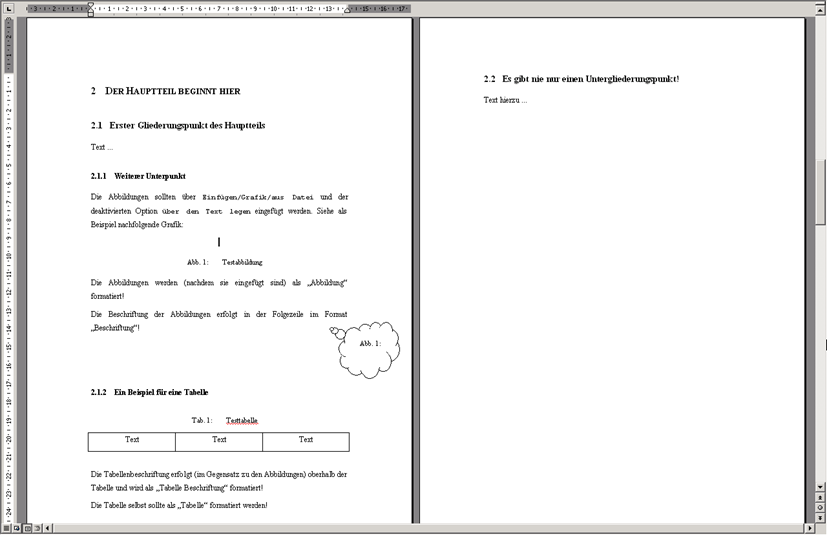 2 DER HAUPTTEIL BEGINNT HIER
2.1 Erster Gliederungspunkt des Hauptteils
Text ...
2.1.1 Weiterer Unterpunkt
Die Abbildungen sollten über Einfügen/Grafik/aus Datei und der
deaktivierten Option über den Text legen eingefügt werden. Siehe als
Beispiel nachfolgende Grafik:
Abb. 1: Testabbildung
Die Abbildungen werden (nachdem sie eingefügt sind) als „Abbildung“
formatiert!
Die Beschriftung der Abbildungen erfolgt in der Folgezeile im Format
„Beschriftung“!
Abb. 1:
2.1.2 Ein Beispiel für eine Tabelle
Tab. 1: Testtabelle
Text Text Text
Die Tabellenbeschriftung erfolgt (im Gegensatz zu den Abbildungen) oberhalb der
Tabelle und wird als „Tabelle Beschriftung“ formatiert!
Die Tabelle selbst sollte als „Tabelle“ formatiert werden!
2.2 Es gibt nie nur einen Untergliederungspunkt!
Text hierzu ...